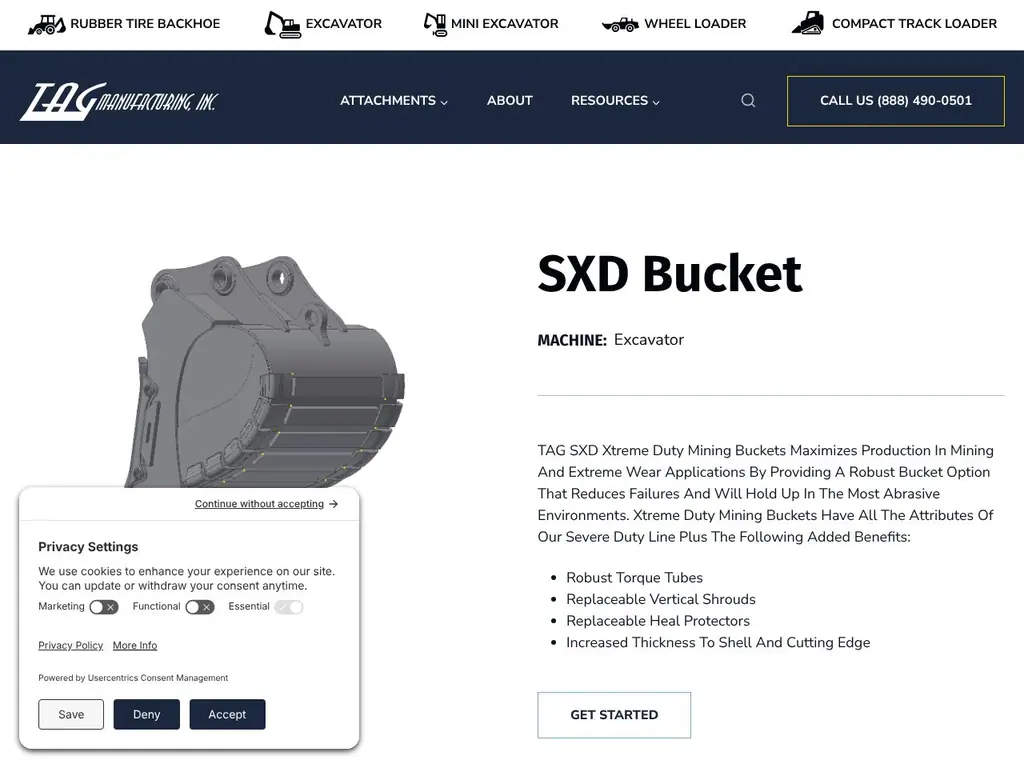 RUBBER TIRE BACKHOE
EXCAVATOR
MINI EXCAVATOR
WHEEL LOADER
COMPACT TRACK LOADER
TAG MANUFACTURING, INC.
ATTACHMENTS
ABOUT
RESOURCES
CALL US (888) 490-0501
SXD Bucket
MACHINE: Excavator
TAG SXD Xtreme Duty Mining Buckets Maximizes Production In Mining
And Extreme Wear Applications By Providing A Robust Bucket Option
That Reduces Failures And Will Hold Up In The Most Abrasive
Environments. Xtreme Duty Mining Buckets Have All The Attributes Of
Our Severe Duty Line Plus The Following Added Benefits:
Robust Torque Tubes
Replaceable Vertical Shrouds
Replaceable Heal Protectors
Increased Thickness To Shell And Cutting Edge
GET STARTED
Continue without accepting
Privacy Settings
We use cookies to enhance your experience on our site.
You can update or withdraw your consent anytime.
Marketing Functional Essential
Privacy Policy More Info
Powered by Usercentrics Consent Management
Save Deny Accept